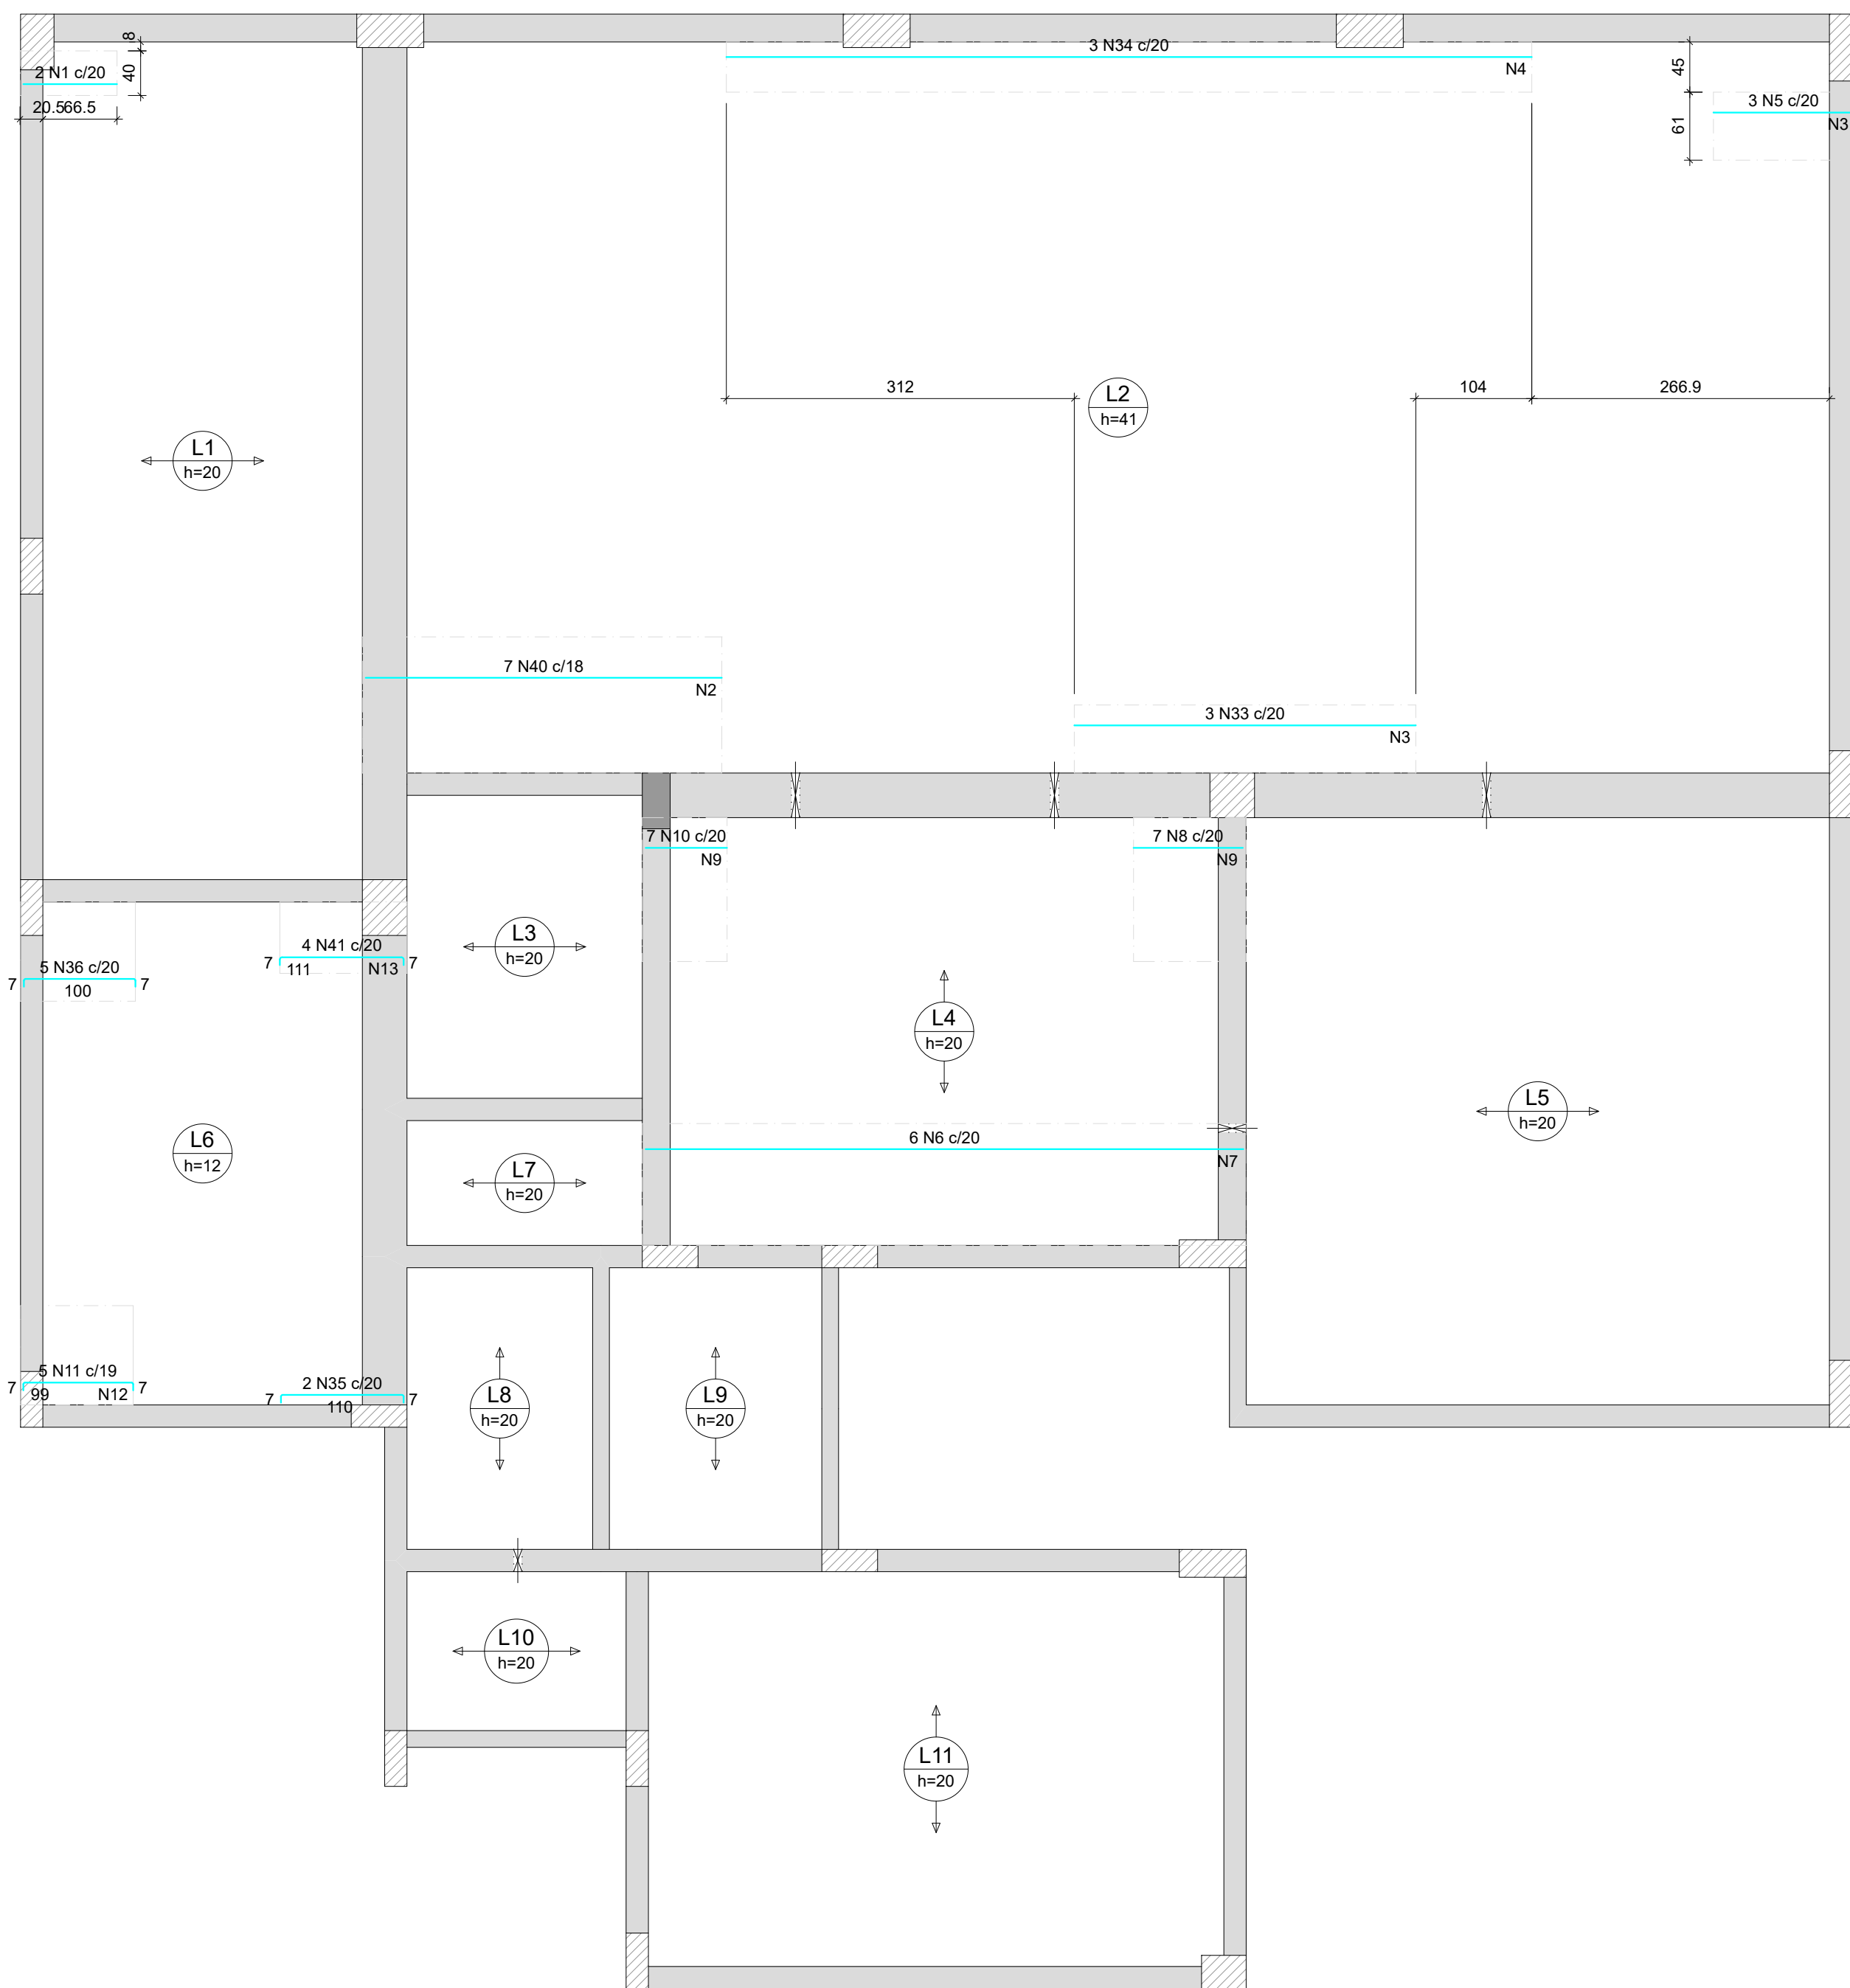 8
3 N34 c/20
N4
2 N1 c/20
40
45
3 N5 c/20
20.5
66.5
61
N3
312
L2
h=41
104
266.9
L1
h=20
7 N40 c/18
N2
3 N33 c/20
N3
7 N10 c/20
N9
7 N8 c/20
N9
L3
h=20
4 N41 c/20
7
111
N13
7
5 N36 c/20
7
100
7
L4
h=20
L5
h=20
L6
h=12
6 N6 c/20
N7
L7
h=20
5 N11 c/19
7
99
N12
7
2 N35 c/20
7
110
7
L8
h=20
L9
h=20
L10
h=20
L11
h=20